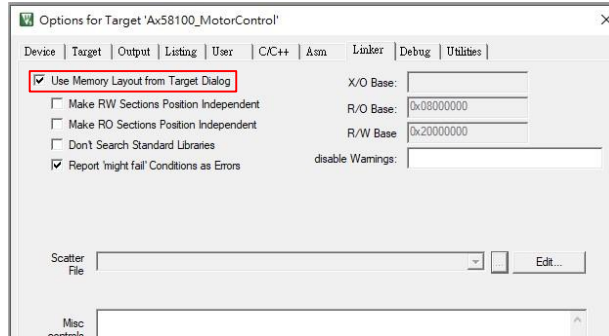 Options for Target 'Ax58100_MotorControl'
Device | Target | Output | Listing | User | C/C++ | Asm Linker | Debug | Utilities |
Use Memory Layout from Target Dialog
X/O Base:
Make RW Sections Position Independent
R/O Base: 0x08000000
Make RO Sections Position Independent
R/W Base 0x20000000
Don't Search Standard Libraries
disable Warnings:
Report 'might fail' Conditions as Errors
Scatter
File
... Edit...
Misc
controls